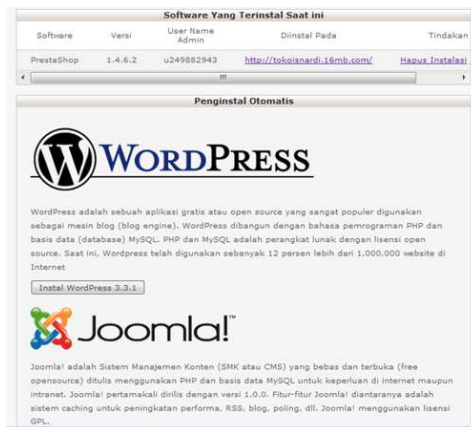 Software Yang Terinstal Saat ini
Software Versi User Name Admin Diinstal Pada Tindakan
PrestaShop 1.4.6.2 u249882943 http://tokoisnardi.16mb.com/ Hapus Instalasi
Penginstal Otomatis
WORDPRESS
WordPress adalah sebuah aplikasi gratis atau open source yang sangat populer digunakan
sebagai mesin blog (blog engine). WordPress dibangun dengan bahasa pemrograman PHP dan
basis data (database) MySQL. PHP dan MySQL adalah perangkat lunak dengan lisensi open
source. Saat ini, Wordpress telah digunakan sebanyak 12 persen lebih dari 1,000,000 website di
Internet
Instal WordPress 3.3.1
Joomla!™
Joomla! adalah Sistem Manajemen Konten (SMK atau CMS) yang bebas dan terbuka (free
opensource) ditulis menggunakan PHP dan basis data MySQL untuk keperluan di internet maupun
intranet. Joomla! pertamakali dirilis dengan versi 1.0.0. Fitur-fitur Joomla! diantaranya adalah
sistem caching untuk peningkatan performa, RSS, blog, poling, dll. Joomla! menggunakan lisensi
GPL.